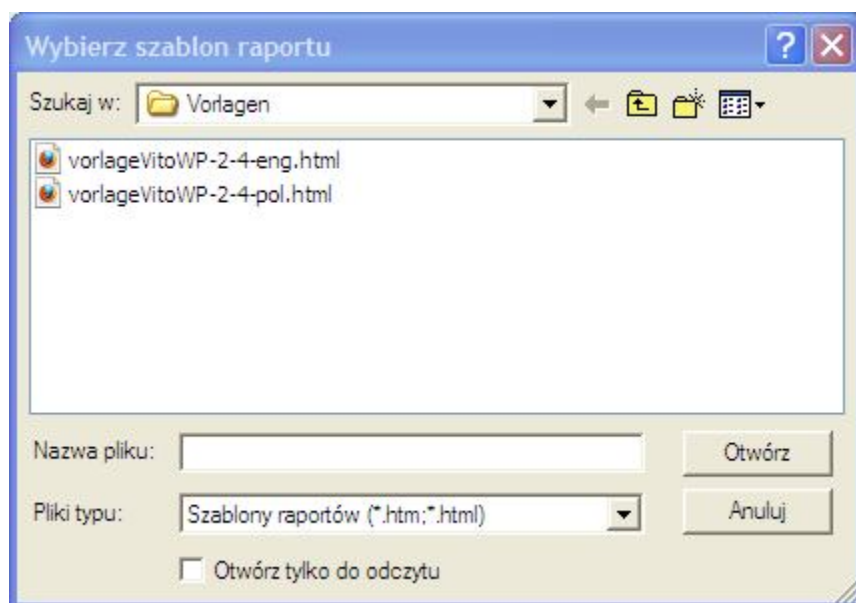 Wybierz szablon raportu
Szukaj w: Vorlagen
vorlageVitoWP-2-4-eng.html
vorlageVitoWP-2-4-pol.html
Nazwa pliku: Otwórz
Pliki typu: Szablony raportów (*.htm;*.html) Anuluj
Otwórz tylko do odczytu